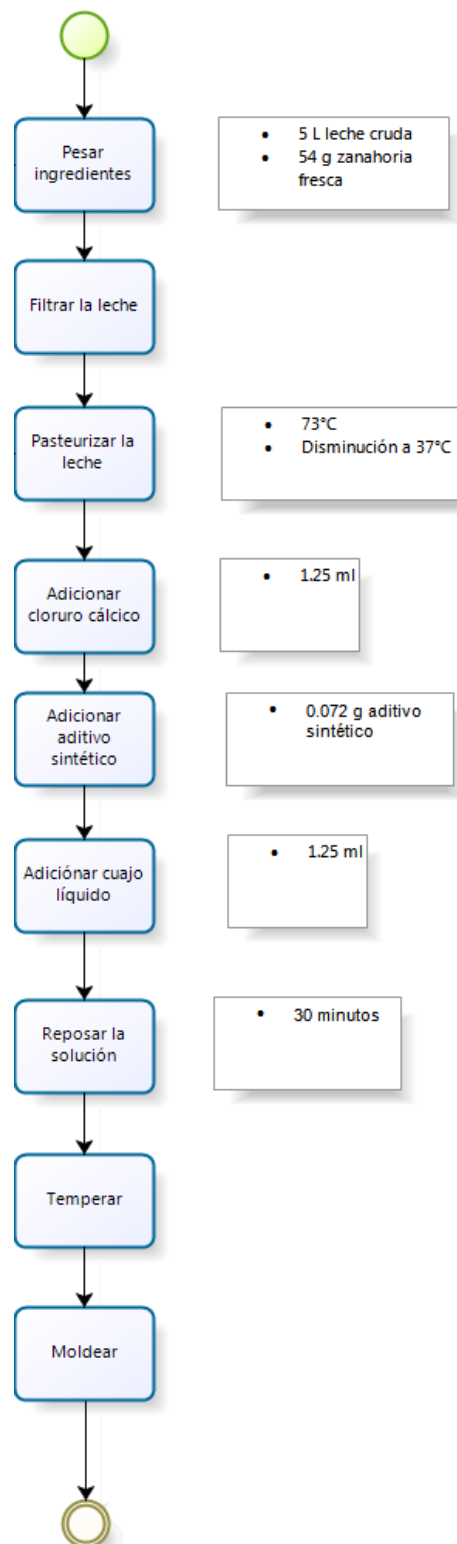 Pesar
ingredientes
• 5 L leche cruda
• 54 g zanahoria
fresca
Filtrar la leche
Pasteurizar la
leche
• 73°C
• Disminución a 37°C
Adicionar
cloruro cálcico
• 1.25 ml
Adicionar
aditivo
sintético
• 0.072 g aditivo
sintético
Adiciónar cuajo
líquido
• 1.25 ml
Reposar la
solución
• 30 minutos
Temperar
Moldear